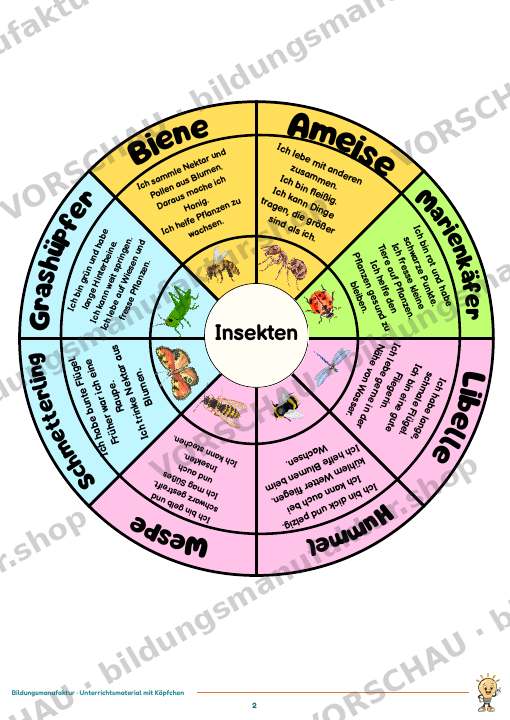 Biene
Ich sammle Nektar und
Pollen aus Blumen.
Daraus mache ich
Honig.
Ich helfe Pflanzen zu
wachsen.
Ameise
Ich lebe mit anderen
zusammen.
Ich bin fleißig.
Ich kann Dinge
tragen, die größer
sind als ich.
Marienkäfer
Ich bin rot und habe
schwarze Punkte.
Ich fresse kleine
Tiere auf Pflanzen.
Ich helfe den
Pflanzen gesund zu
bleiben.
Libelle
Ich habe lange,
schmale Flügel.
Ich bin eine gute
Fliegerin.
Ich lebe gerne in der
Nähe von Wasser.
Hummel
Ich bin dick und pelzig.
Ich kann auch bei
kühlem Wetter fliegen.
Ich helfe Blumen beim
Wachsen.
Wespe
Ich bin gelb und
schwarz gestreift.
Ich mag Süßes
und auch
Insekten.
Ich kann stechen.
Schmetterling
Ich habe bunte Flügel.
Früher war ich eine
Raupe.
Ich trinke Nektar aus
Blumen.
Grashüpfer
Ich bin grün und habe
lange Hinterbeine.
Ich kann weit springen.
Ich lebe auf Wiesen und
fresse Pflanzen.
Insekten
VORSCHAU · bildungsmanufaktur.shop
Bildungsmanufaktur - Unterrichtsmaterial mit Köpfchen
2